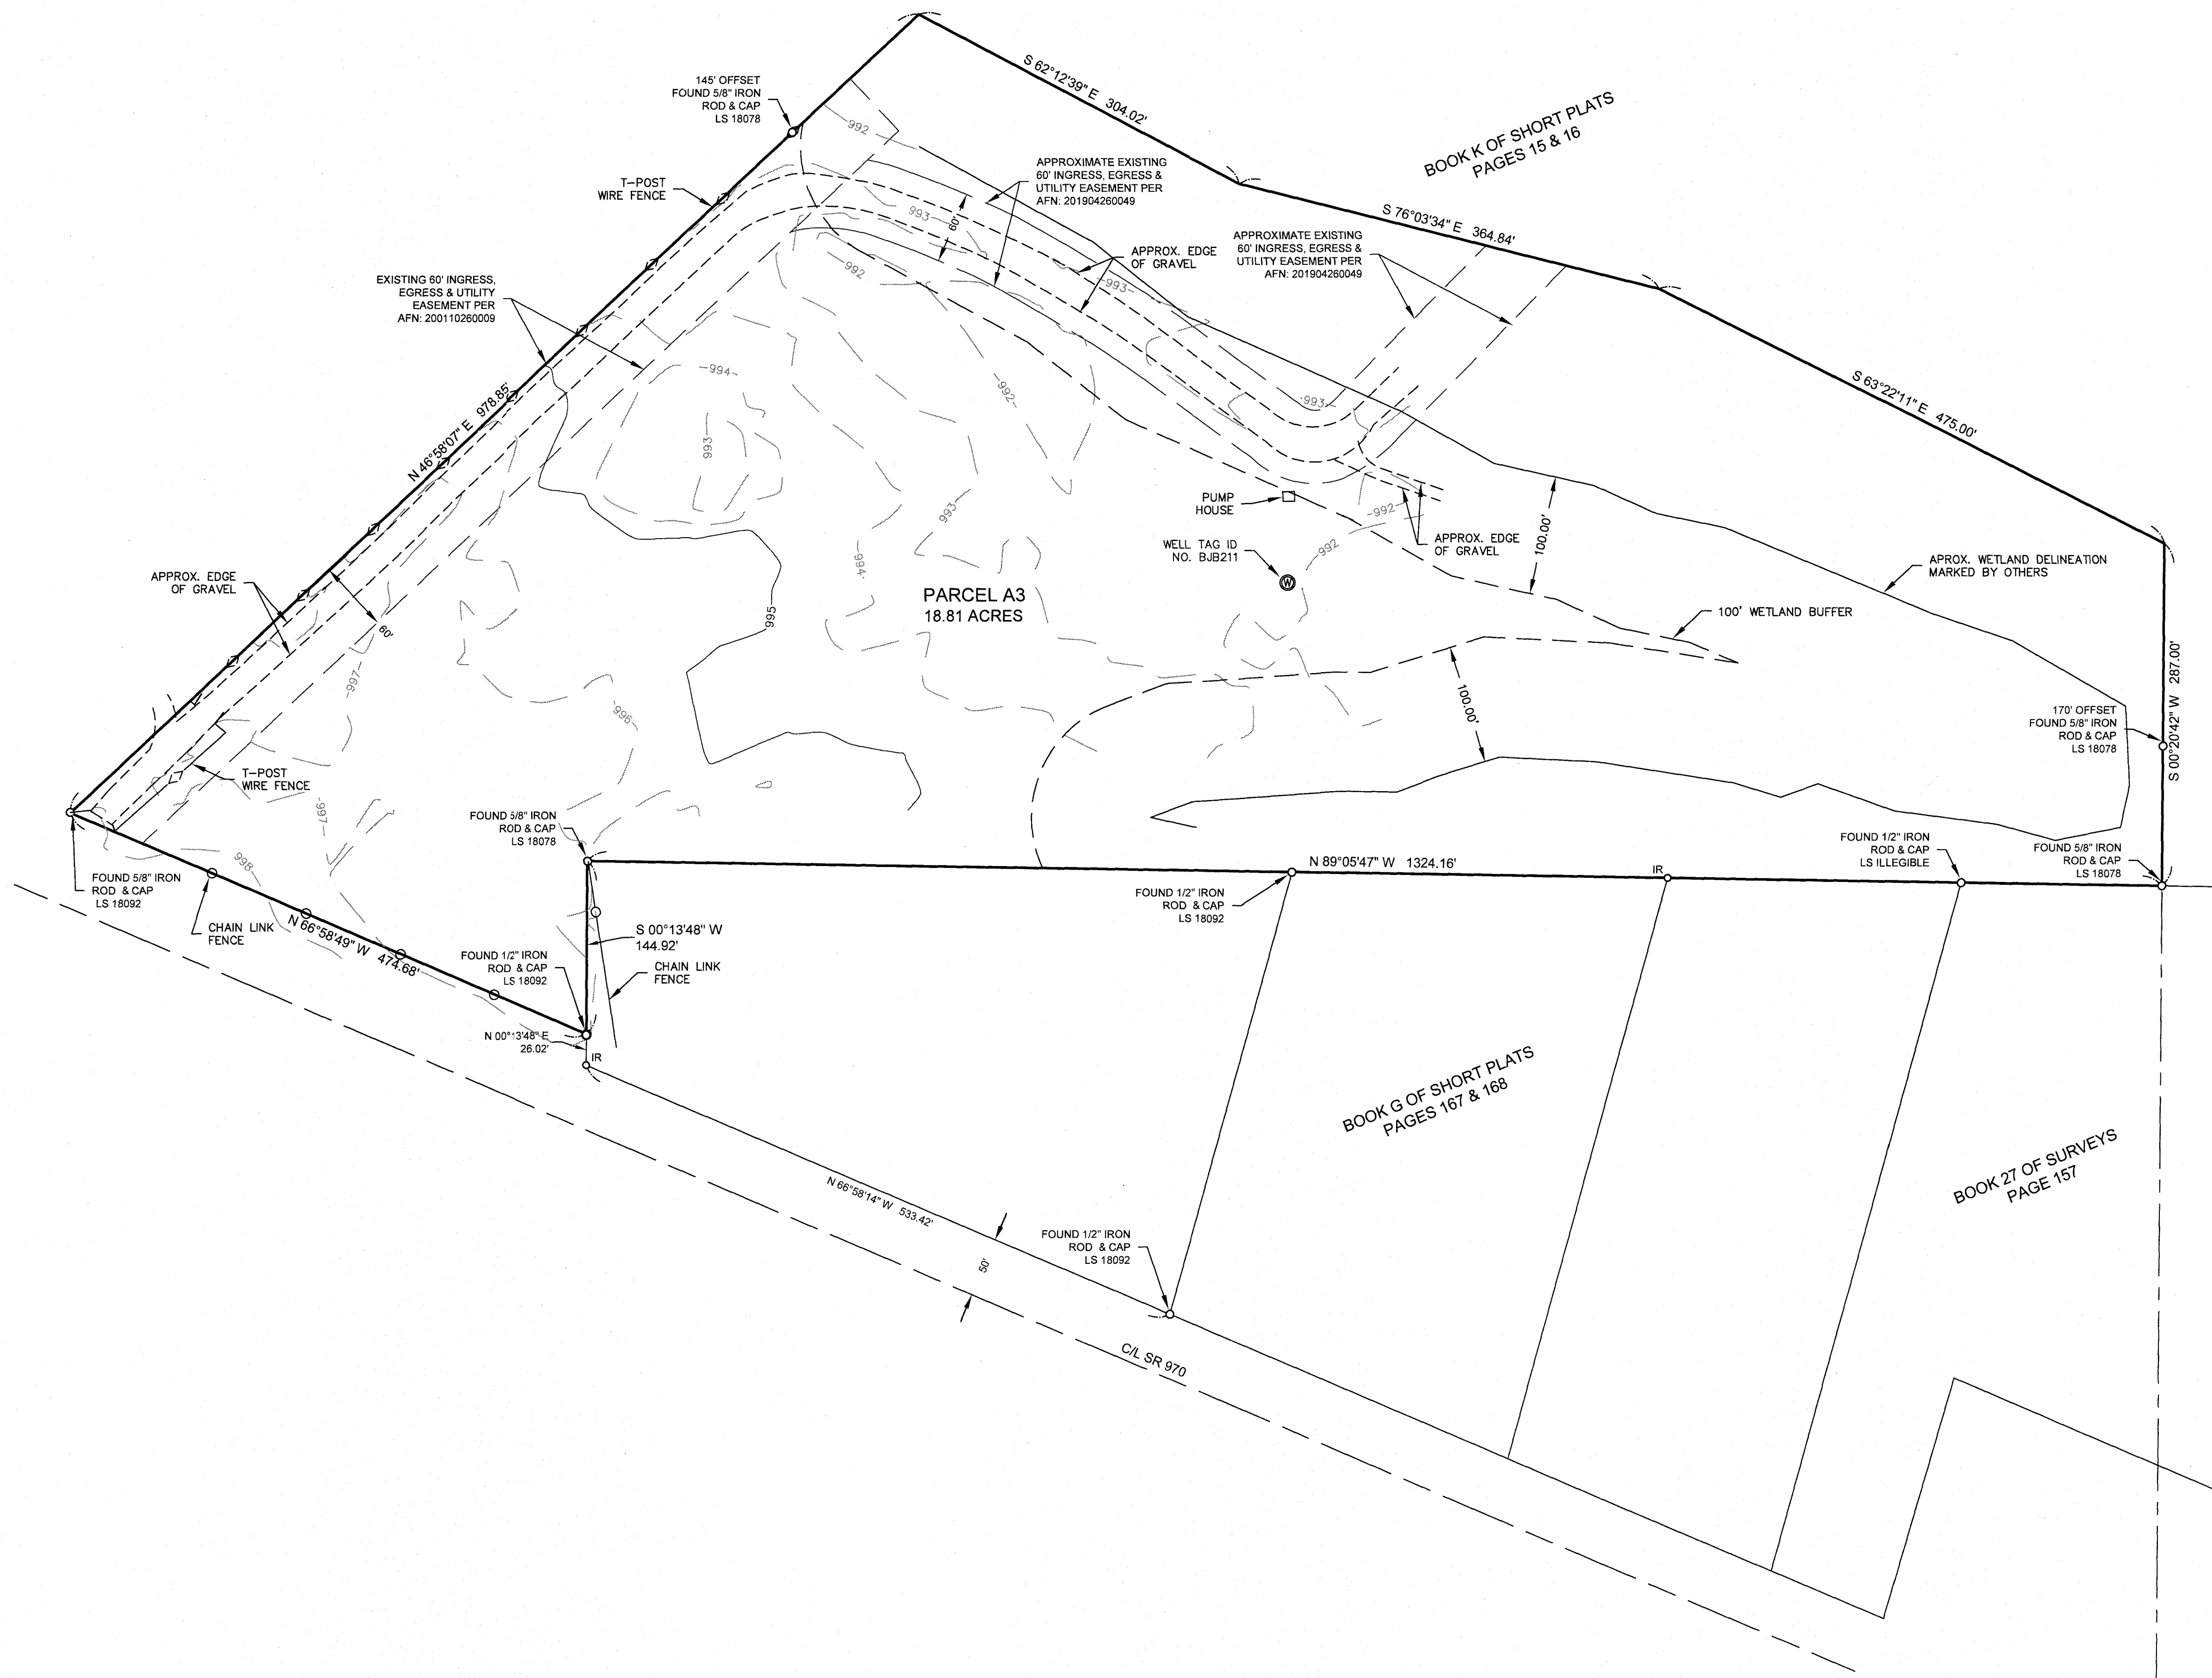 S 62°12'39" E 304.02'
145' OFFSET
FOUND 5/8" IRON
ROD & CAP
LS 18078
BOOK K OF SHORT PLATS
PAGES 15 & 16
992
T-POST
WIRE FENCE
APPROXIMATE EXISTING
60' INGRESS, EGRESS &
UTILITY EASEMENT PER
AFN: 201904260049
993
60'
S 76°03'34" E 364.84'
APPROXIMATE EXISTING
60' INGRESS, EGRESS &
UTILITY EASEMENT PER
AFN: 201904260049
APPROX. EDGE
OF GRAVEL
992
993
EXISTING 60' INGRESS,
EGRESS & UTILITY
EASEMENT PER
AFN: 200110260009
994
992
993
993
S 63°22'11" E 475.00'
N 46°58'07" E 978.85'
993
994
PUMP
HOUSE
992
992
APPROX. EDGE
OF GRAVEL
100.00'
WELL TAG ID
NO. BJB211
W
APROX. WETLAND DELINEATION
MARKED BY OTHERS
APPROX. EDGE
OF GRAVEL
60'
PARCEL A3
18.81 ACRES
995
100' WETLAND BUFFER
100.00'
997
996
S 00°20'42" W 287.00'
170' OFFSET
FOUND 5/8" IRON
ROD & CAP
LS 18078
T-POST
WIRE FENCE
997
998
FOUND 5/8" IRON
ROD & CAP
LS 18078
FOUND 5/8" IRON
ROD & CAP
LS 18092
N 89°05'47" W 1324.16'
IR
FOUND 1/2" IRON
ROD & CAP
LS ILLEGIBLE
FOUND 5/8" IRON
ROD & CAP
LS 18078
FOUND 1/2" IRON
ROD & CAP
LS 18092
CHAIN LINK
FENCE
N 66°58'49" W 474.68'
S 00°13'48" W
144.92'
CHAIN LINK
FENCE
FOUND 1/2" IRON
ROD & CAP
LS 18092
N 00°13'48" E
26.02'
IR
BOOK G OF SHORT PLATS
PAGES 167 & 168
BOOK 27 OF SURVEYS
PAGE 157
N 66°58'14" W 533.42'
50'
FOUND 1/2" IRON
ROD & CAP
LS 18092
C/L SR 970